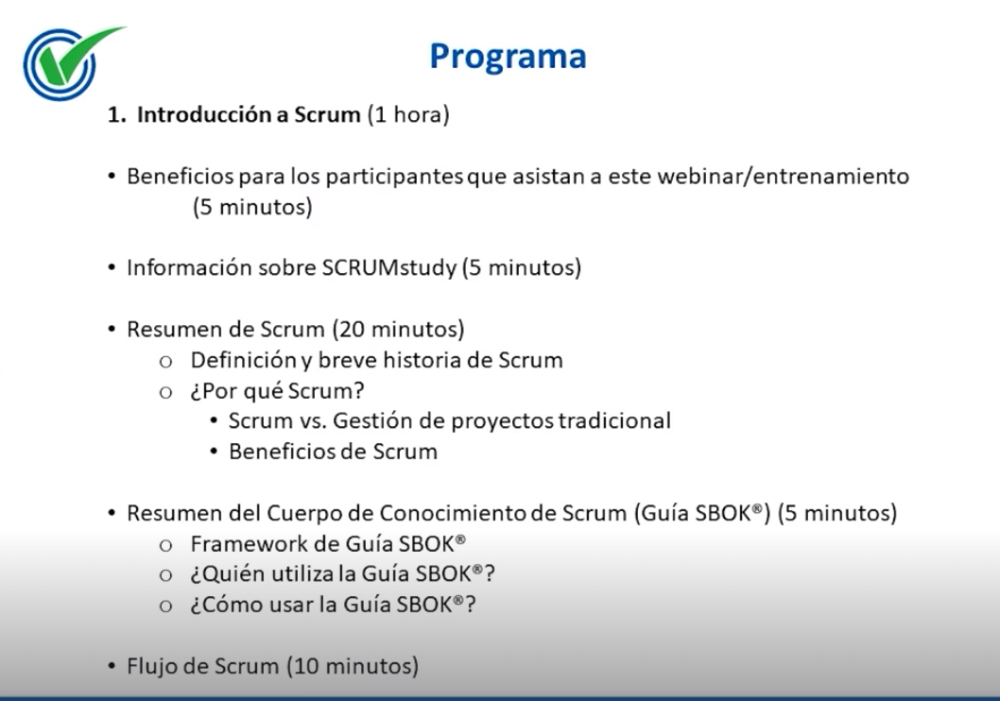 Programa
1. Introducción a Scrum (1 hora)
• Beneficios para los participantes que asistan a este webinar/entrenamiento
(5 minutos)
• Información sobre SCRUMstudy (5 minutos)
• Resumen de Scrum (20 minutos)
o Definición y breve historia de Scrum
o ¿Por qué Scrum?
• Scrum vs. Gestión de proyectos tradicional
• Beneficios de Scrum
• Resumen del Cuerpo de Conocimiento de Scrum (Guía SBOK®) (5 minutos)
o Framework de Guía SBOK®
o ¿Quién utiliza la Guía SBOK®?
o ¿Cómo usar la Guía SBOK®?
• Flujo de Scrum (10 minutos)